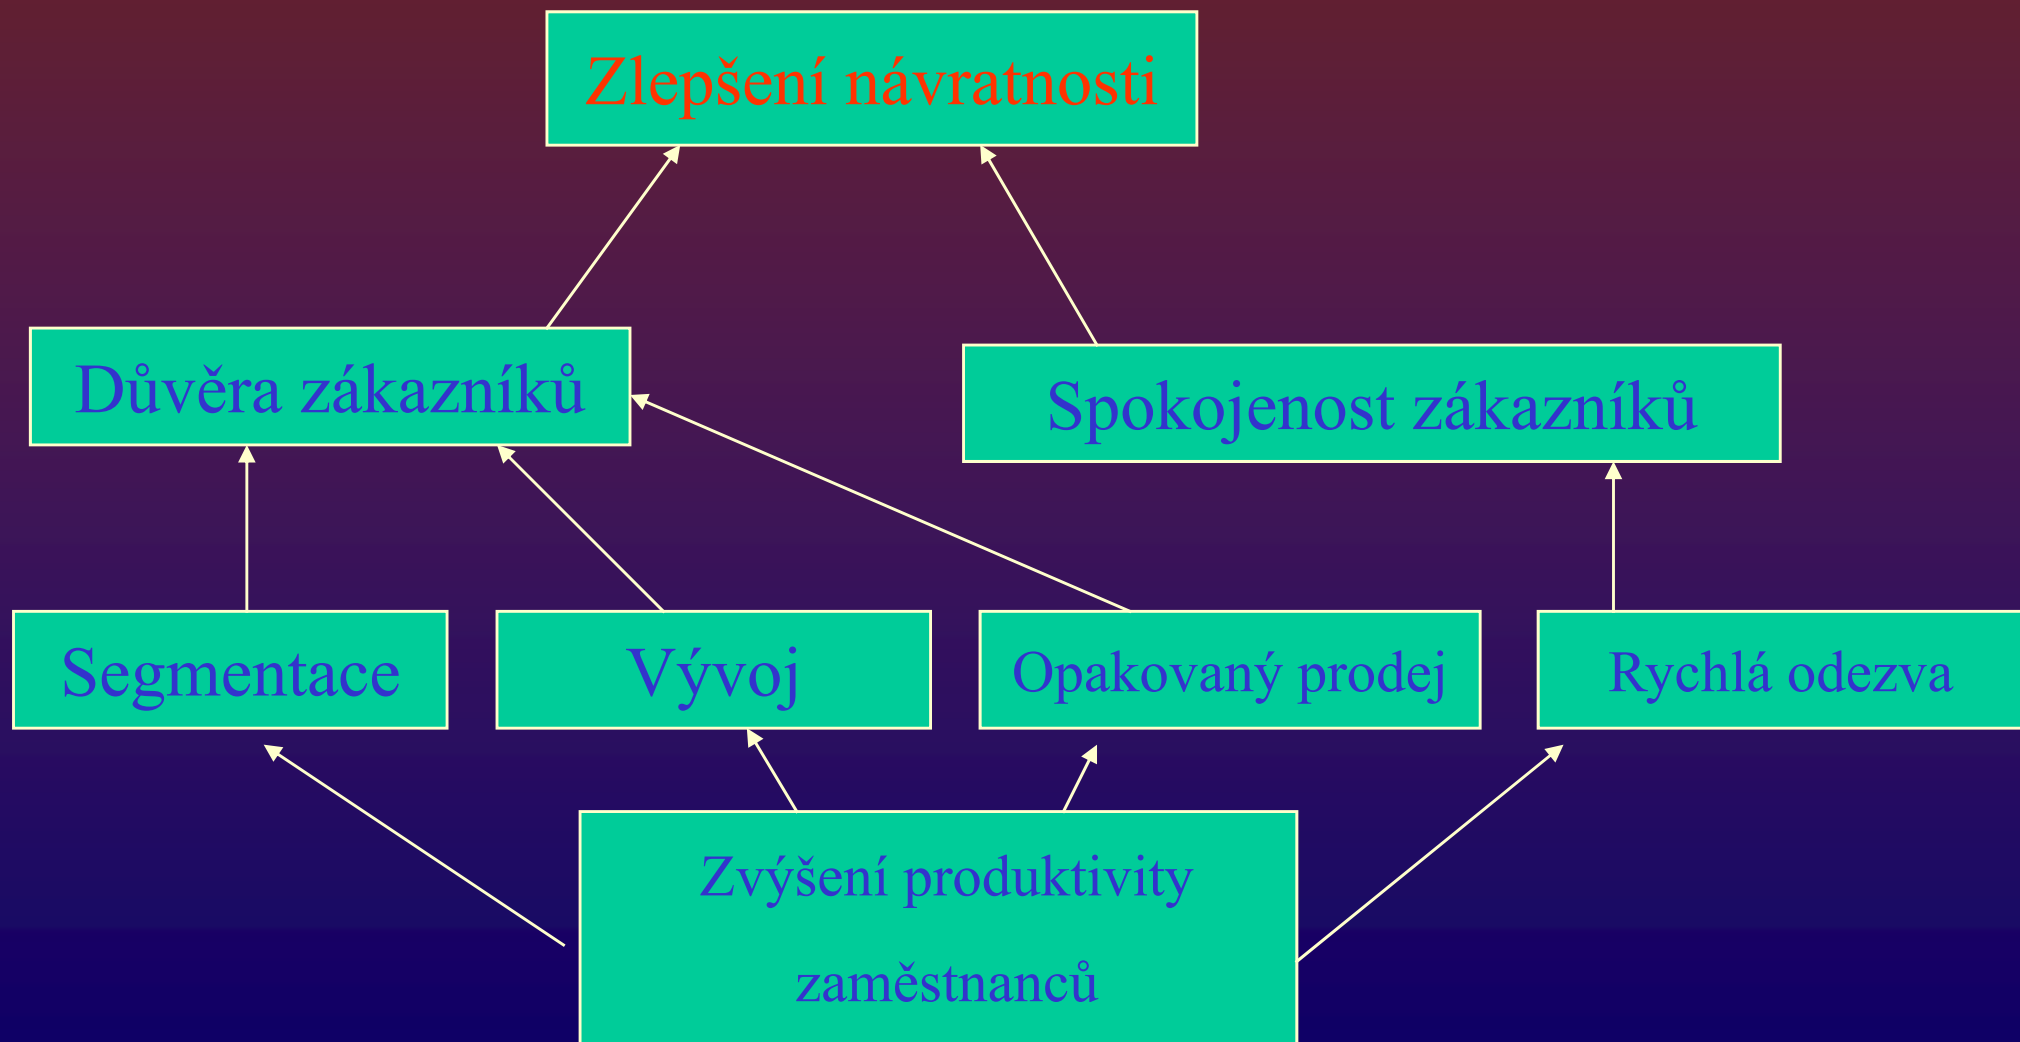 Zlepšení návratnosti
Důvěra zákazníků
Spokojenost zákazníků
Segmentace
Vývoj
Opakovaný prodej
Rychlá odezva
Zvýšení produktivity
zaměstnanců